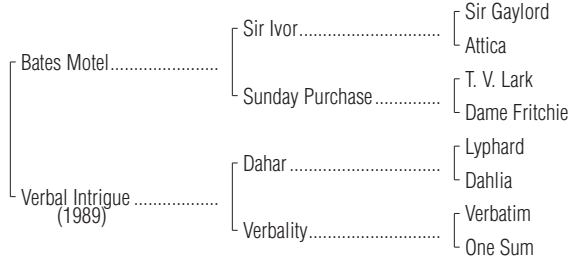 Sir Gaylord
Sir Ivor
Attica
Bates Motel
T. V. Lark
Sunday Purchase
Dame Fritchie
Lyphard
Dahar
Dahlia
Verbal Intrigue
(1989)
Verbatim
Verbality
One Sum